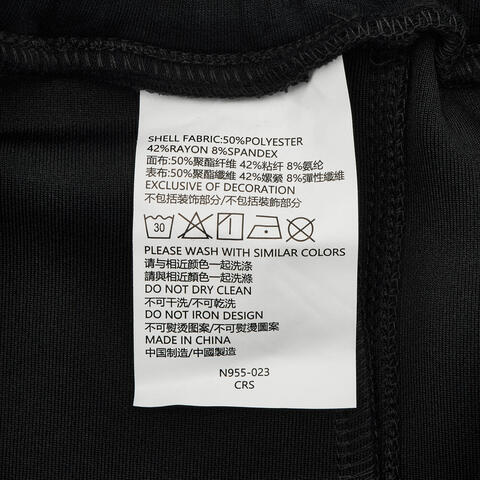 SHELL FABRIC:50%POLYESTER
42%RAYON 8%SPANDEX
面布:50%聚酯纤维 42%粘纤 8%氨纶
表布:50%聚酯纖維 42%嫘縈 8%彈性纖維
EXCLUSIVE OF DECORATION
不包括装饰部分/不包括裝飾部分
30
PLEASE WASH WITH SIMILAR COLORS
请与相近颜色一起洗涤
請與相近顏色一起洗滌
DO NOT DRY CLEAN
不可干洗/不可乾洗
DO NOT IRON DESIGN
不可熨烫图案/不可熨燙圖案
MADE IN CHINA
中国制造/中國製造
N955-023
CRS